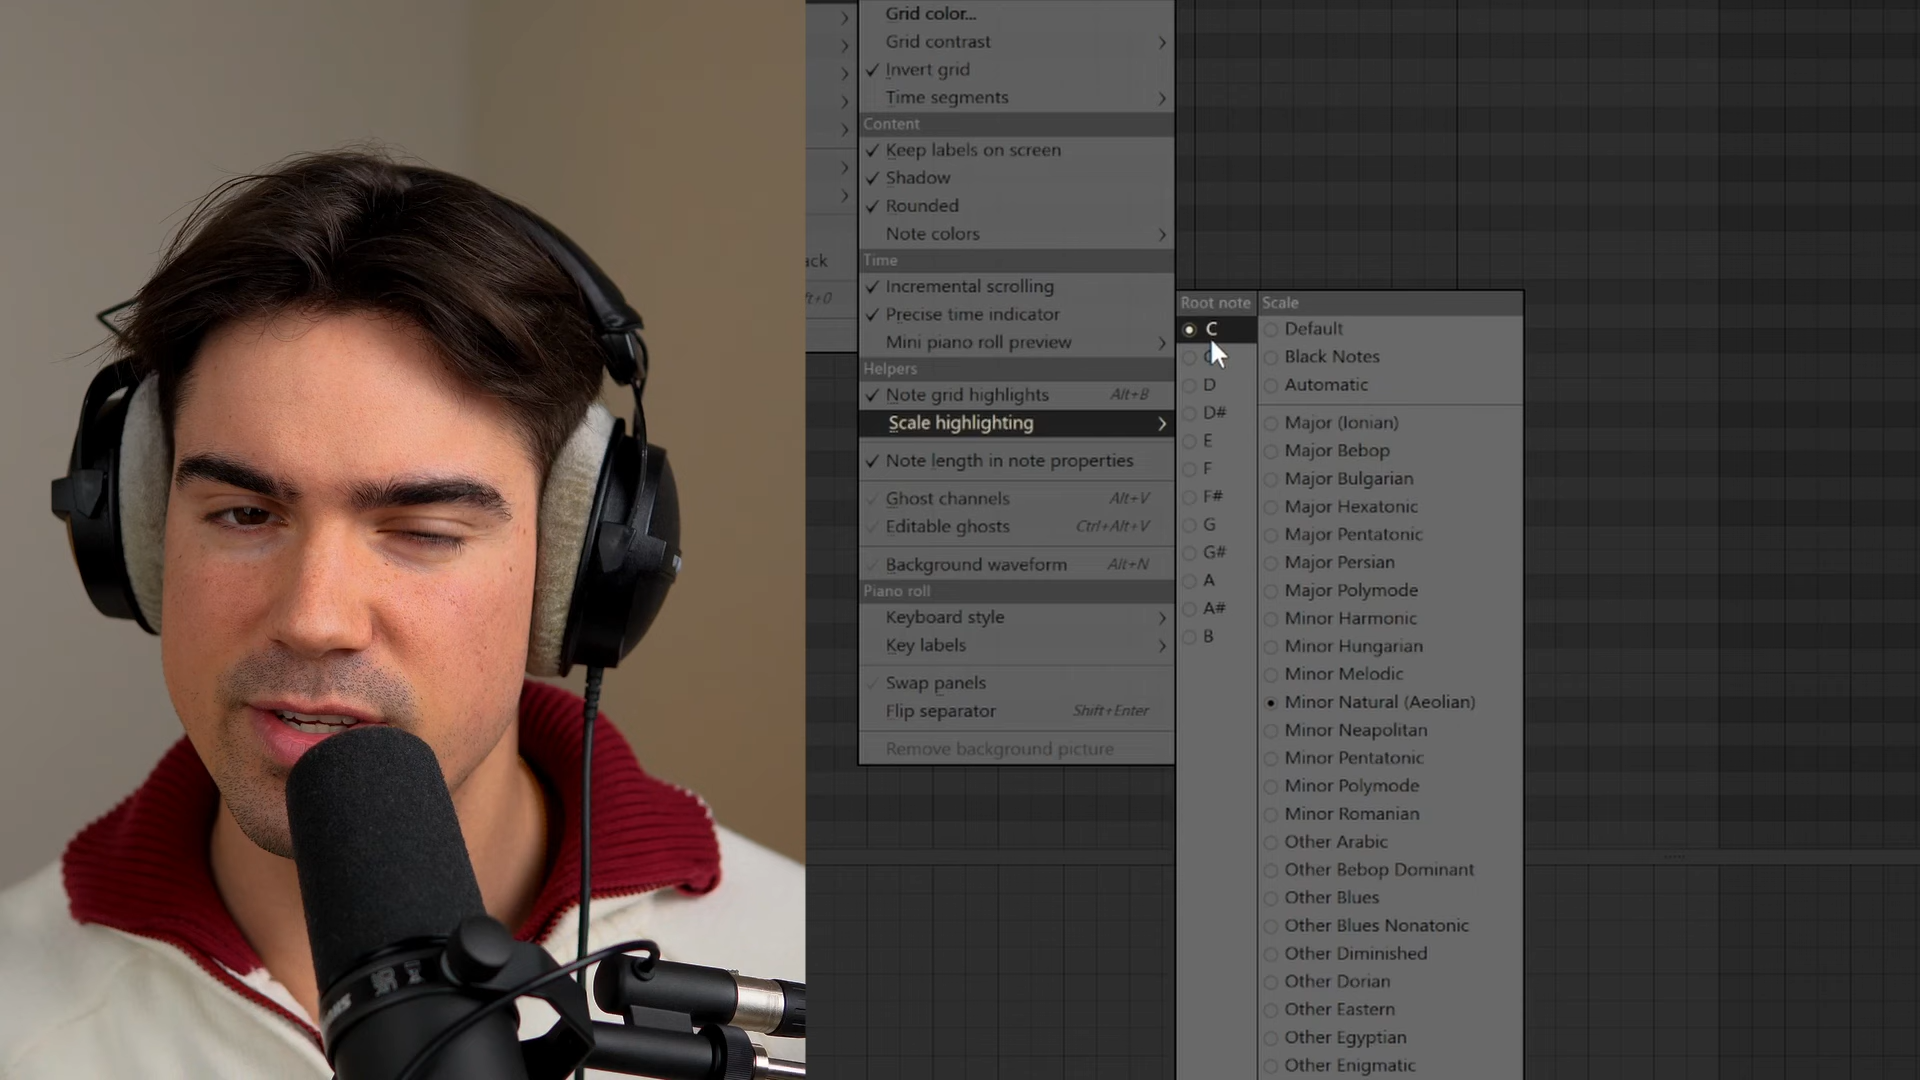 Grid color...
Grid contrast
Invert grid
Time segments
Content
Keep labels on screen
Shadow
Rounded
Note colors
Time
Incremental scrolling
Precise time indicator
Mini piano roll preview
Helpers
Note grid highlights Alt+B
Scale highlighting
Note length in note properties
Ghost channels Alt+V
Editable ghosts Ctrl+Alt+V
Background waveform Alt+N
Piano roll
Keyboard style
Key labels
Swap panels
Flip separator Shift+Enter
Remove background picture
Root note
C
D
D#
E
F
F#
G
G#
A
A#
B
Scale
Default
Black Notes
Automatic
Major (Ionian)
Major Bebop
Major Bulgarian
Major Hexatonic
Major Pentatonic
Major Persian
Major Polymode
Minor Harmonic
Minor Hungarian
Minor Melodic
Minor Natural (Aeolian)
Minor Neapolitan
Minor Pentatonic
Minor Polymode
Minor Romanian
Other Arabic
Other Bebop Dominant
Other Blues
Other Blues Nonatonic
Other Diminished
Other Dorian
Other Eastern
Other Egyptian
Other Enigmatic